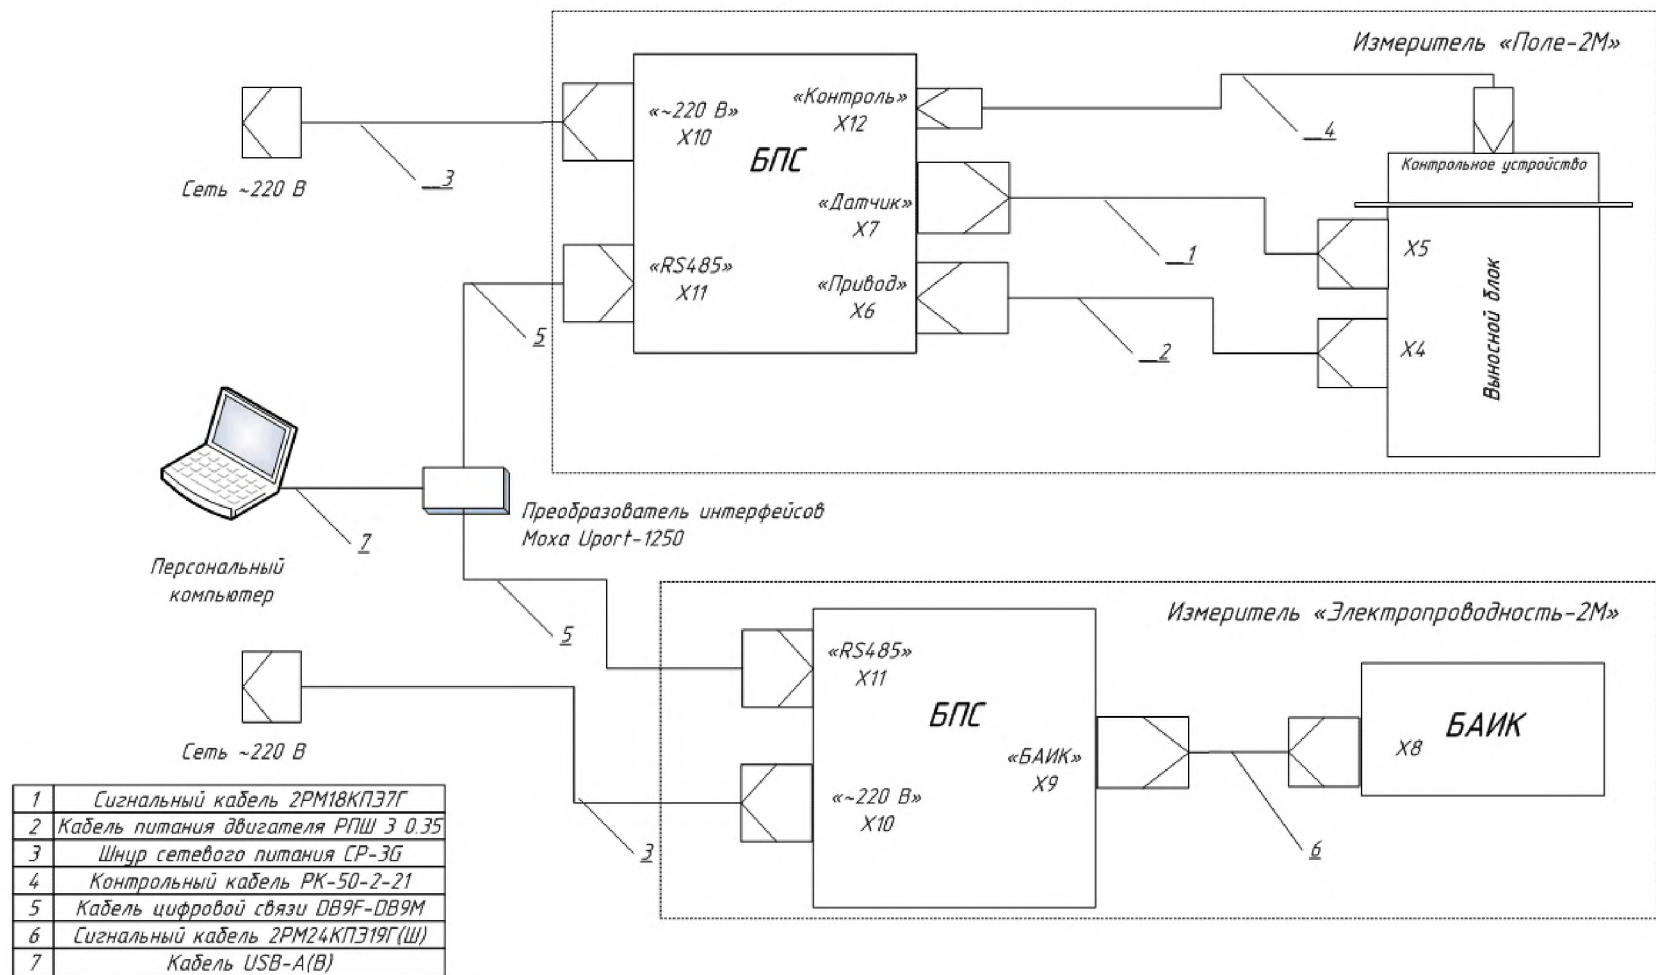 Измеритель «Поле-2М»
«~220 В»
X10
БПС
«Контроль»
X12
4
Контрольное устройство
Сеть ~220 В
3
«Датчик»
X7
1
X5
«RS485»
X11
«Привод»
X6
5
2
X4
Выносной блок
Преобразователь интерфейсов
Moxa Uport-1250
7
Персональный
компьютер
Измеритель «Электропроводность-2М»
5
«RS485»
X11
БПС
БАИК
Сеть ~220 В
«БАИК»
X9
X8
«~220 В»
X10
3
6
1 Сигнальный кабель 2РМ18КПЭ7Г
2 Кабель питания двигателя РПШ 3 0.35
3 Шнур сетевого питания CP-3G
4 Контрольный кабель РК-50-2-21
5 Кабель цифровой связи DB9F-DB9M
6 Сигнальный кабель 2РМ24КПЭ19Г(Ш)
7 Кабель USB-A(B)